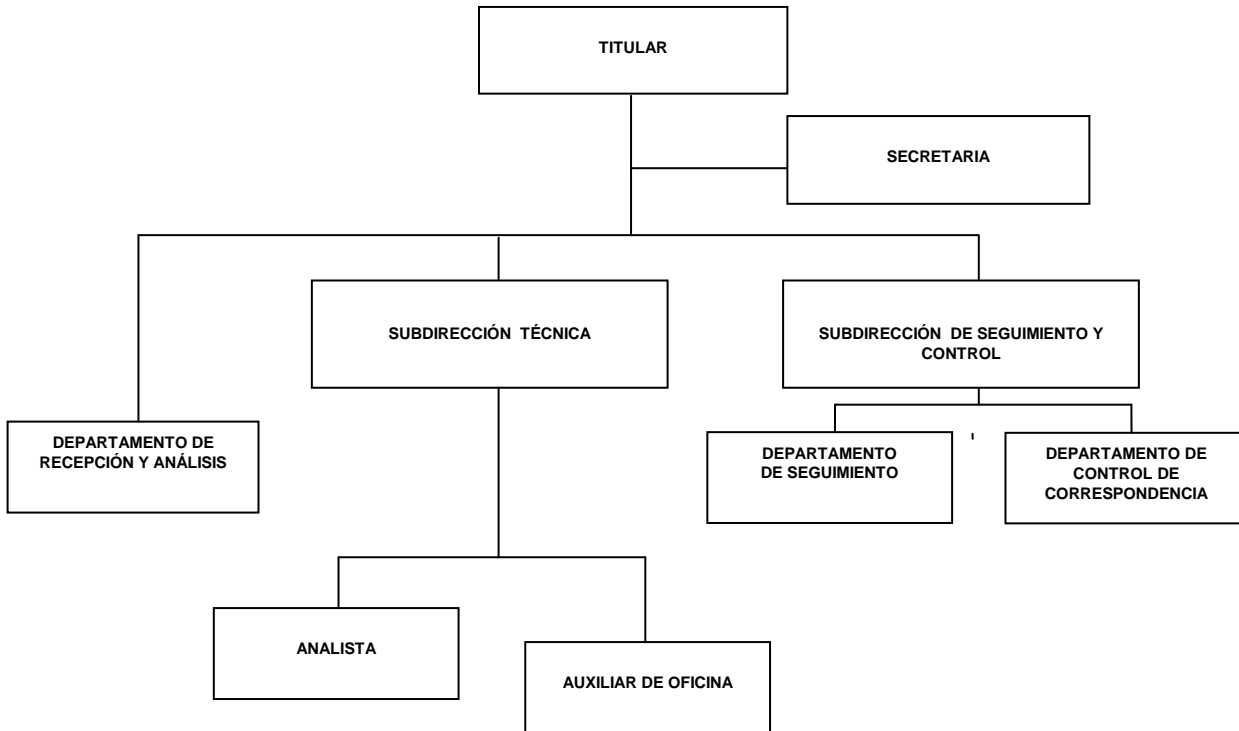 TITULAR
SECRETARIA
SUBDIRECCIÓN TÉCNICA
SUBDIRECCIÓN DE SEGUIMIENTO Y
CONTROL
DEPARTAMENTO DE
RECEPCIÓN Y ANÁLISIS
DEPARTAMENTO
DE SEGUIMIENTO
DEPARTAMENTO DE
CONTROL DE
CORRESPONDENCIA
ANALISTA
AUXILIAR DE OFICINA